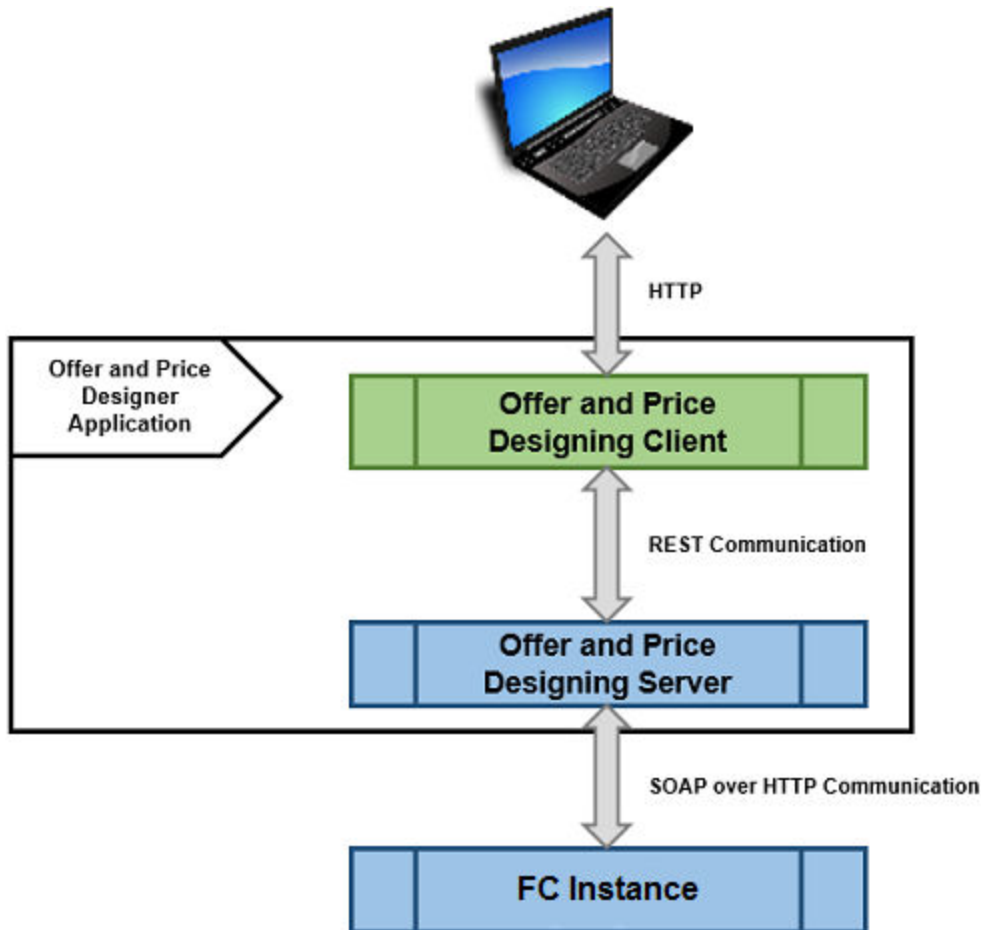 HTTP
Offer and Price
Designer
Application
Offer and Price
Designing Client
REST Communication
Offer and Price
Designing Server
SOAP over HTTP Communication
FC Instance